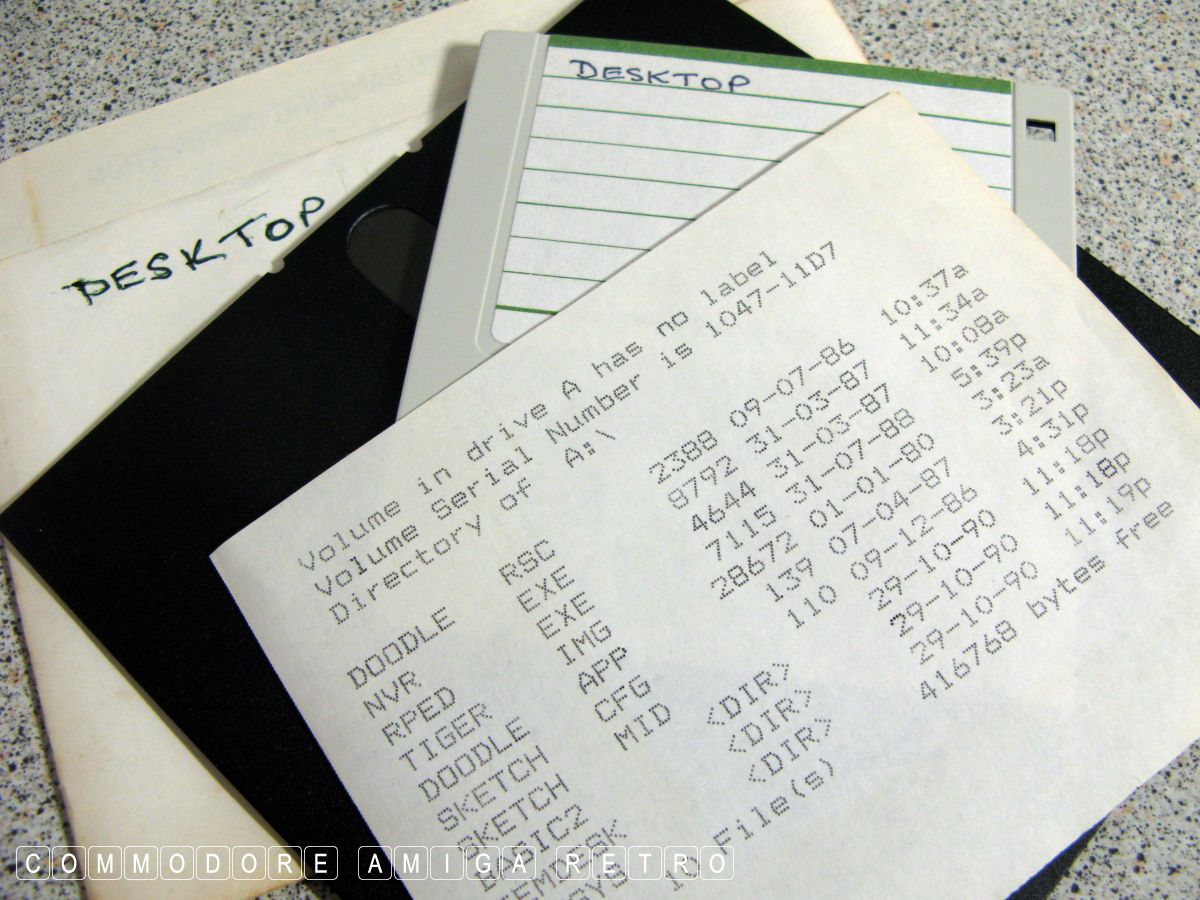 DESKTOP
DESKTOP
Volume in drive A has no label
Volume Serial Number is 1047-11D7
Directory of A:\
DOODLE RSC 2388 09-07-86 10:37a
NVR EXE 8792 31-03-87 11:34a
RPED EXE 4644 31-03-87 10:08a
TIGER IMG 7115 31-07-88 5:39p
DOODLE APP 28672 01-01-80 3:23a
SKETCH CFG 139 07-04-87 3:21p
SKETCH MID 110 09-12-86 4:31p
BASIC2 <DIR> 29-10-90 11:18p
<DIR> 29-10-90 11:18p
<DIR> 29-10-90 11:19p
10 File(s) 416768 bytes free
COMMODORE AMIGA RETRO